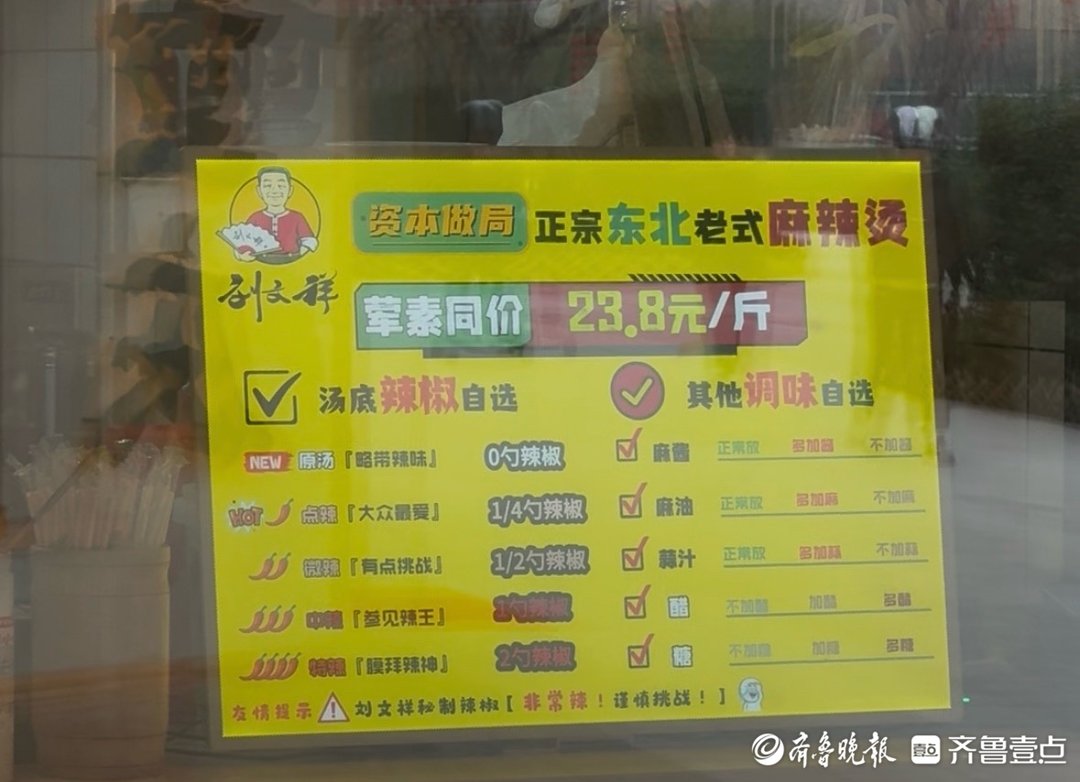 资本做局 正宗东北老式麻辣烫
刘文祥
荤素同价 23.8元/斤
汤底辣椒自选 其他调味自选
NEW 原汤『略带辣味』 0勺辣椒 麻酱 正常放 多加酱 不加酱
HOT 点辣『大众最爱』 1/4勺辣椒 麻油 正常放 多加麻 不加麻
微辣『有点挑战』 1/2勺辣椒 蒜汁 正常放 多加蒜 不加蒜
中辣『参见辣王』 1勺辣椒 醋 不加醋 加醋 多醋
特辣『膜拜辣神』 2勺辣椒 糖 不加糖 加糖 多糖
友情提示 刘文祥秘制辣椒【非常辣！谨慎挑战！】
齐鲁晚报 壹点 齐鲁壹点